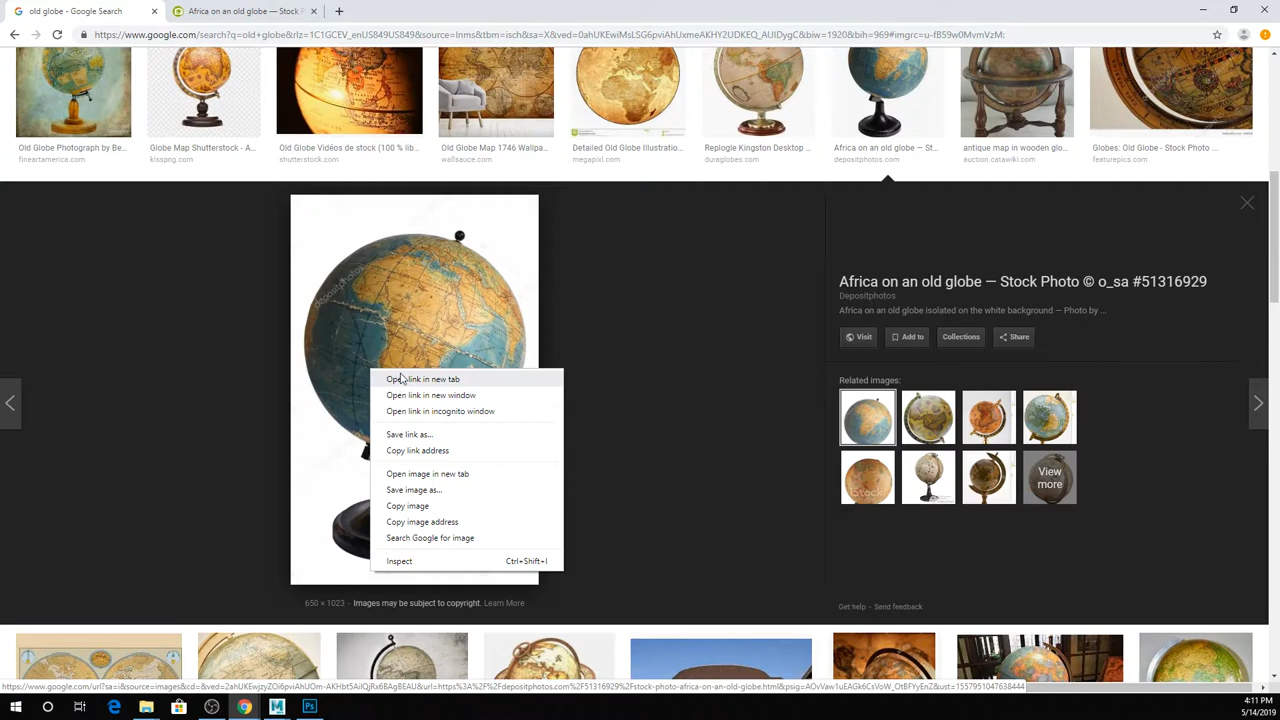 old globe - Google Search
Africa on an old globe — Stock P
https://www.google.com/search?q=old+globe&rlz=1C1GCEV_enUS849US849&source=lnms&tbm=isch&sa=X&ved=0ahUKEwiMsLSG6pviAhUxmeAKHY2UDKEQ_AUIDygC&biw=1920&bih=969#imgrc=u-fB59w0MvmVzM:
Old Globe Photograph by Be...
fineartamerica.com
Globe Map Shutterstock - A...
kisspng.com
Old Globe Vidéos de stock (100 % lib...
shutterstock.com
Old Globe Map 1746 Wallpa...
wallsauce.com
Detailed Old Globe Illustratio...
megapixl.com
Replogle Kingston Desktop ...
duraglobes.com
Africa on an old globe — St...
depositphotos.com
antique map in wooden glo...
auction.catawiki.com
Globes: Old Globe - Stock Photo ...
featurepics.com
depositphotos
Open link in new tab
Open link in new window
Open link in incognito window
Save link as...
Copy link address
Open image in new tab
Save image as...
Copy image
Copy image address
Search Google for image
Inspect Ctrl+Shift+I
650 × 1023 - Images may be subject to copyright. Learn More
Africa on an old globe — Stock Photo © o_sa #51316929
Depositphotos
Africa on an old globe isolated on the white background — Photo by ...
Visit Add to Collections Share
Related images:
iStock
View
more
Get help - Send feedback
4:11 PM
5/14/2019